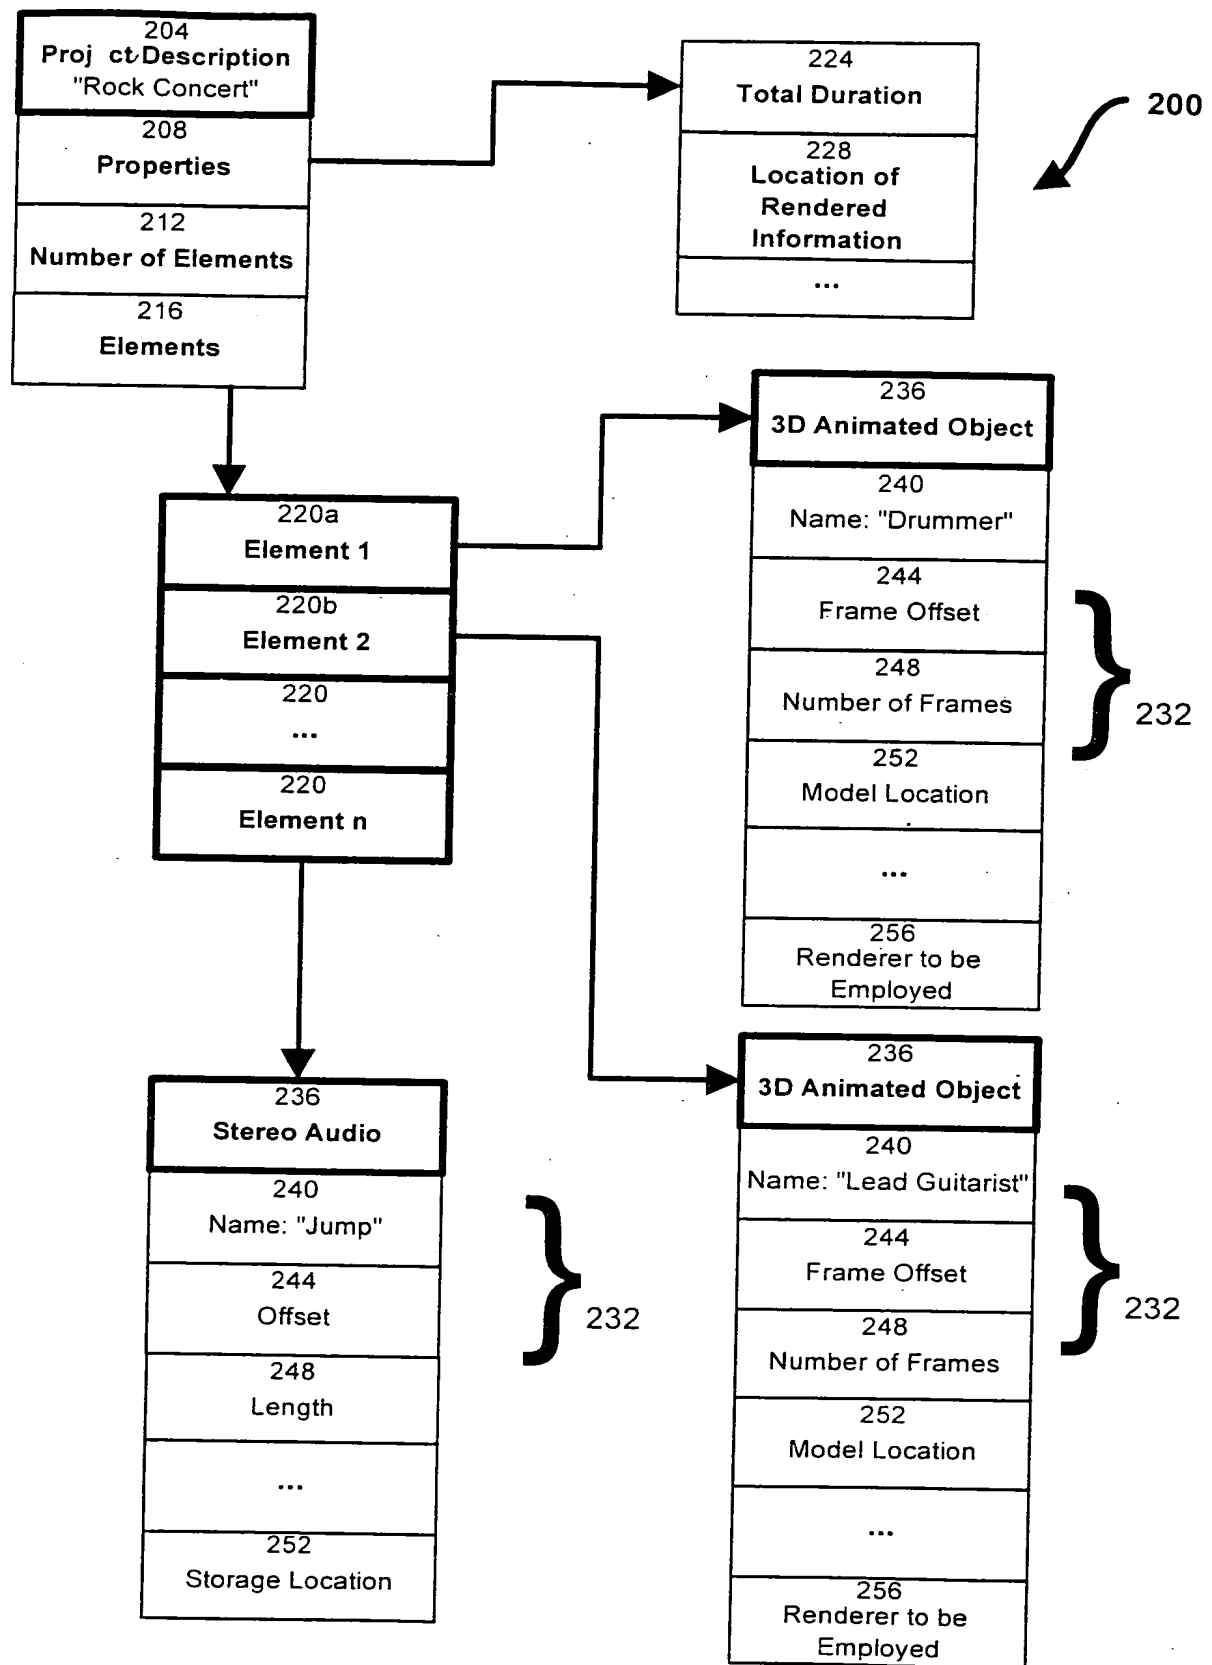 204
Proj ct Description
"Rock Concert"
208
Properties
212
Number of Elements
216
Elements
224
Total Duration
228
Location of
Rendered
Information
...
200
220a
Element 1
220b
Element 2
220
...
220
Element n
236
3D Animated Object
240
Name: "Drummer"
244
Frame Offset
248
Number of Frames
252
Model Location
...
256
Renderer to be
Employed
232
236
Stereo Audio
240
Name: "Jump"
244
Offset
248
Length
...
252
Storage Location
232
236
3D Animated Object
240
Name: "Lead Guitarist"
244
Frame Offset
248
Number of Frames
252
Model Location
...
256
Renderer to be
Employed
232